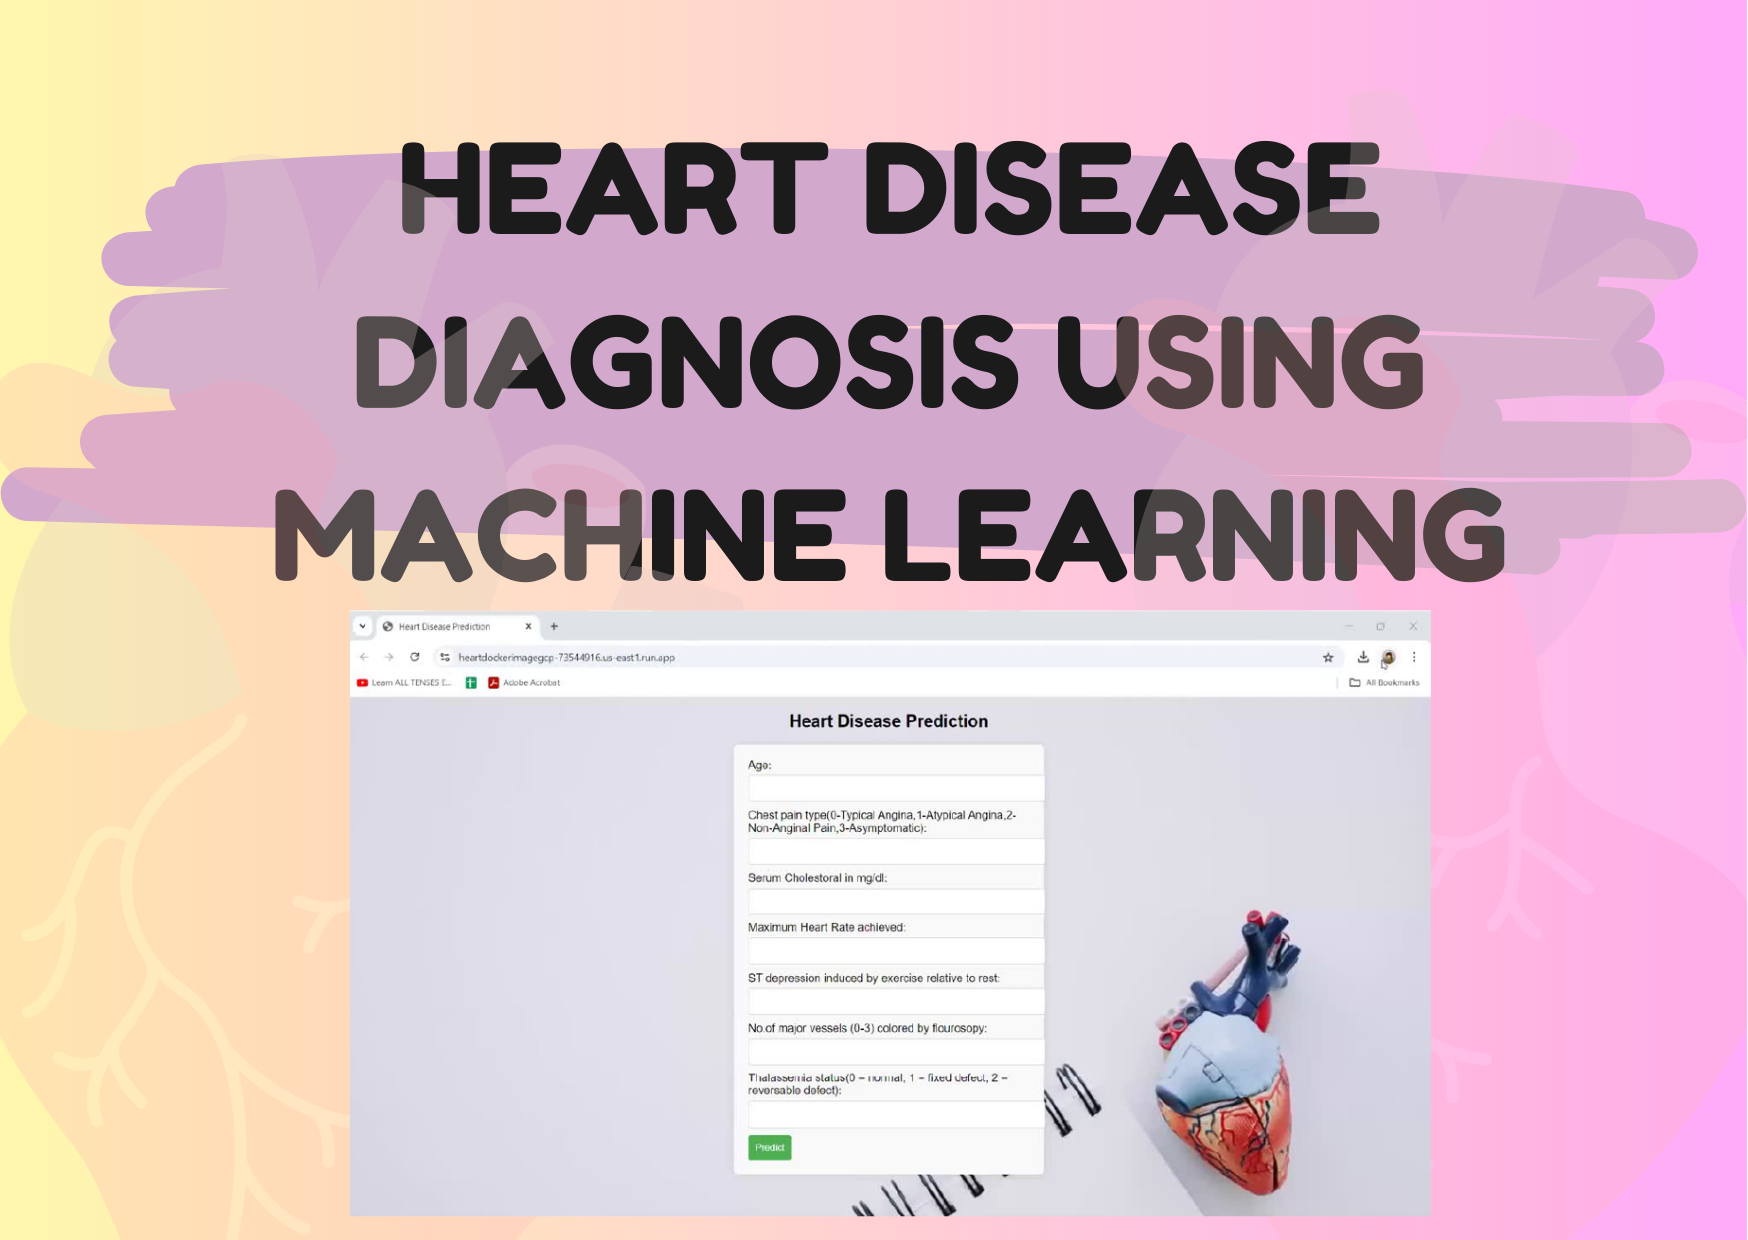 HEART DISEASE
DIAGNOSIS USING
MACHINE LEARNING
Heart Disease Prediction
heartdockerimagegcp-73544916.us-east1.run.app
Learn ALL TENSES E...
Adobe Acrobat
All Bookmarks
Heart Disease Prediction
Age:
Chest pain type(0-Typical Angina,1-Atypical Angina,2-
Non-Anginal Pain,3-Asymptomatic):
Serum Cholestoral in mg/dl:
Maximum Heart Rate achieved:
ST depression induced by exercise relative to rest:
No.of major vessels (0-3) colored by flourosopy:
Thalassemia status(0 – normal, 1 – fixed defect, 2 –
reversable defect):
Predict